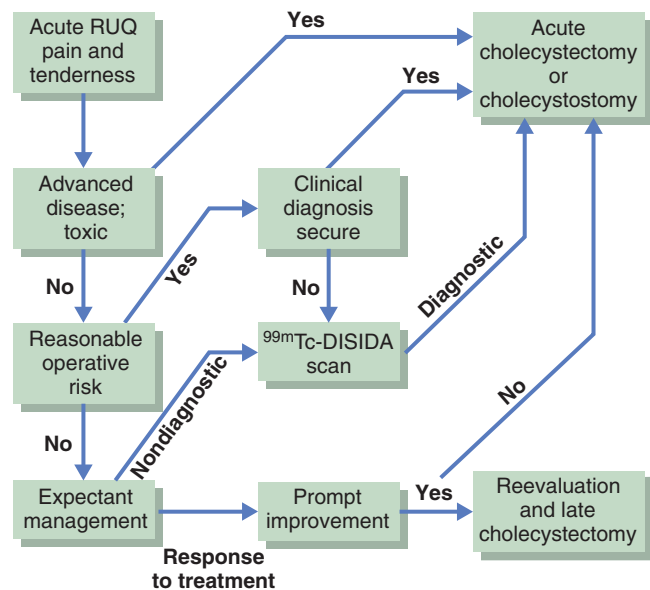 Acute RUQ
pain and
tenderness
Yes
Acute
cholecystectomy
or
cholecystostomy
Yes
Advanced
disease;
toxic
Clinical
diagnosis
secure
No
Yes
No
Diagnostic
Reasonable
operative
risk
99mTc-DISIDA
scan
No
Nondiagnostic
No
Expectant
management
Prompt
improvement
Yes
Reevaluation
and late
cholecystectomy
Response
to treatment